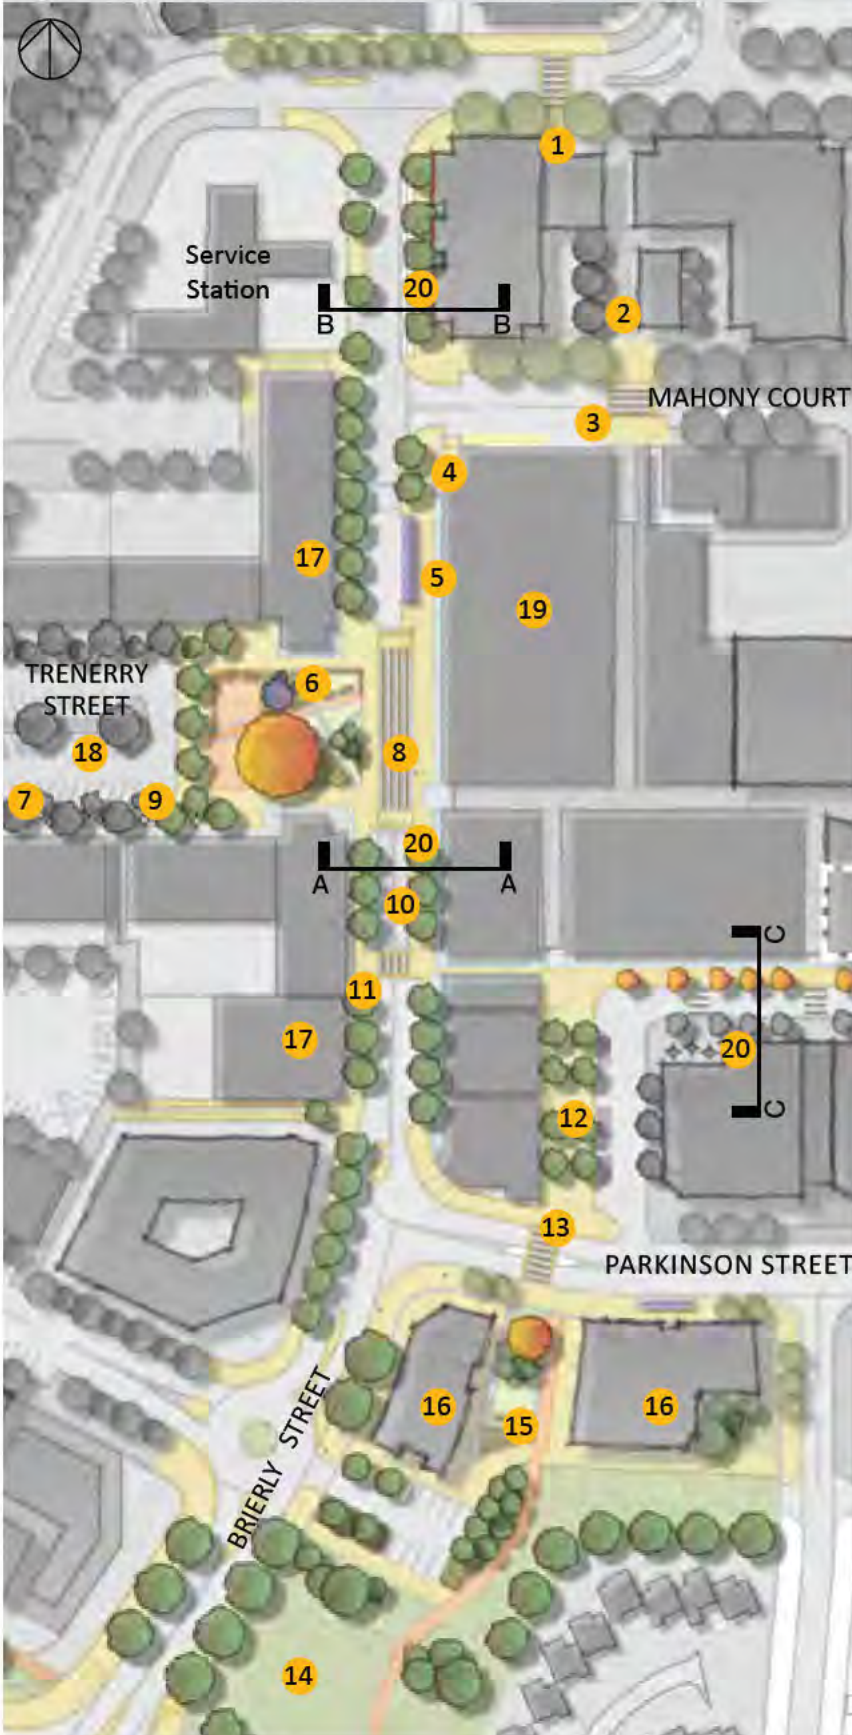 1
Service
Station
20
B B
2
MAHONY COURT
3
4
17
5
19
TRENERRY
STREET
6
18
8
7
9
20
A A
10
C
11
17
20
C
12
13
PARKINSON STREET
16
16
15
BRIERLY STREET
14